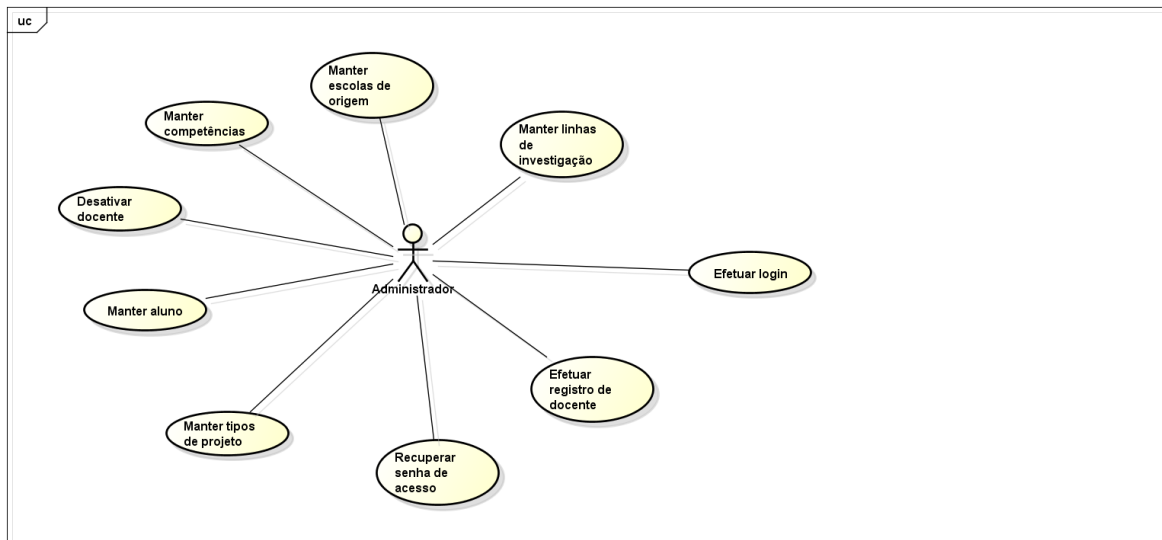 uc
Manter
escolas de
origem
Manter
competências
Manter linhas
de
investigação
Desativar
docente
Efetuar login
Administrador
Manter aluno
Efetuar
registro de
docente
Manter tipos
de projeto
Recuperar
senha de
acesso